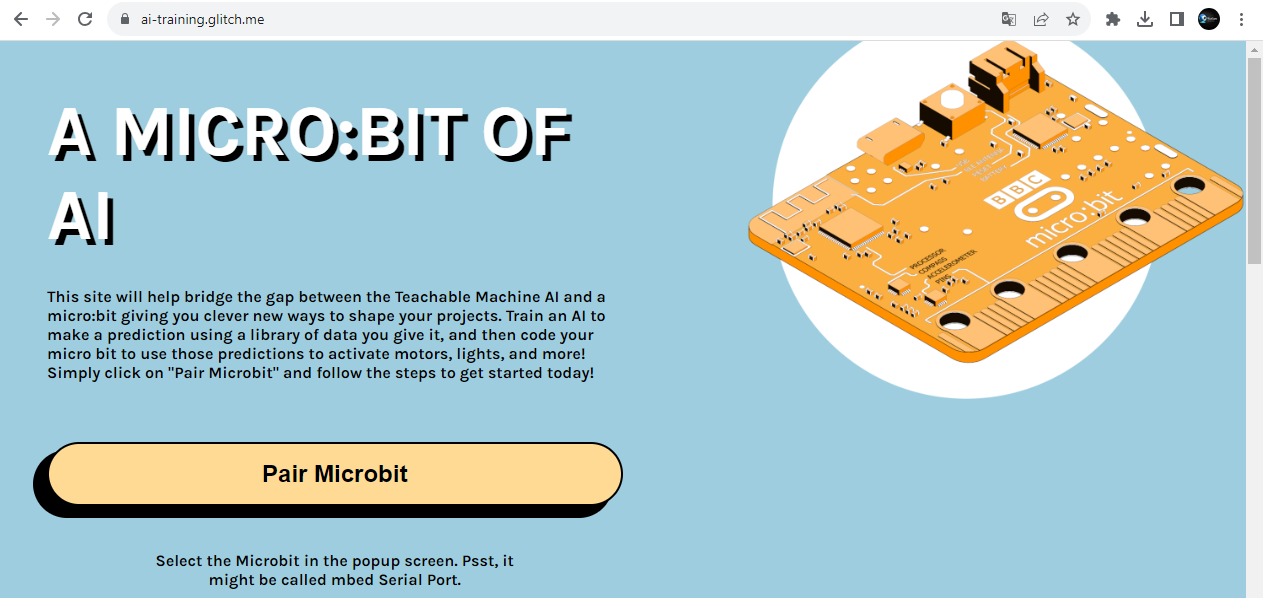 ai-training.glitch.me
A MICRO:BIT OF
AI
This site will help bridge the gap between the Teachable Machine AI and a
micro:bit giving you clever new ways to shape your projects. Train an AI to
make a prediction using a library of data you give it, and then code your
micro bit to use those predictions to activate motors, lights, and more!
Simply click on "Pair Microbit" and follow the steps to get started today!
Pair Microbit
Select the Microbit in the popup screen. Psst, it
might be called mbed Serial Port.
BBC
micro:bit
PROCESSOR
COMPASS
ACCELEROMETER
PINS